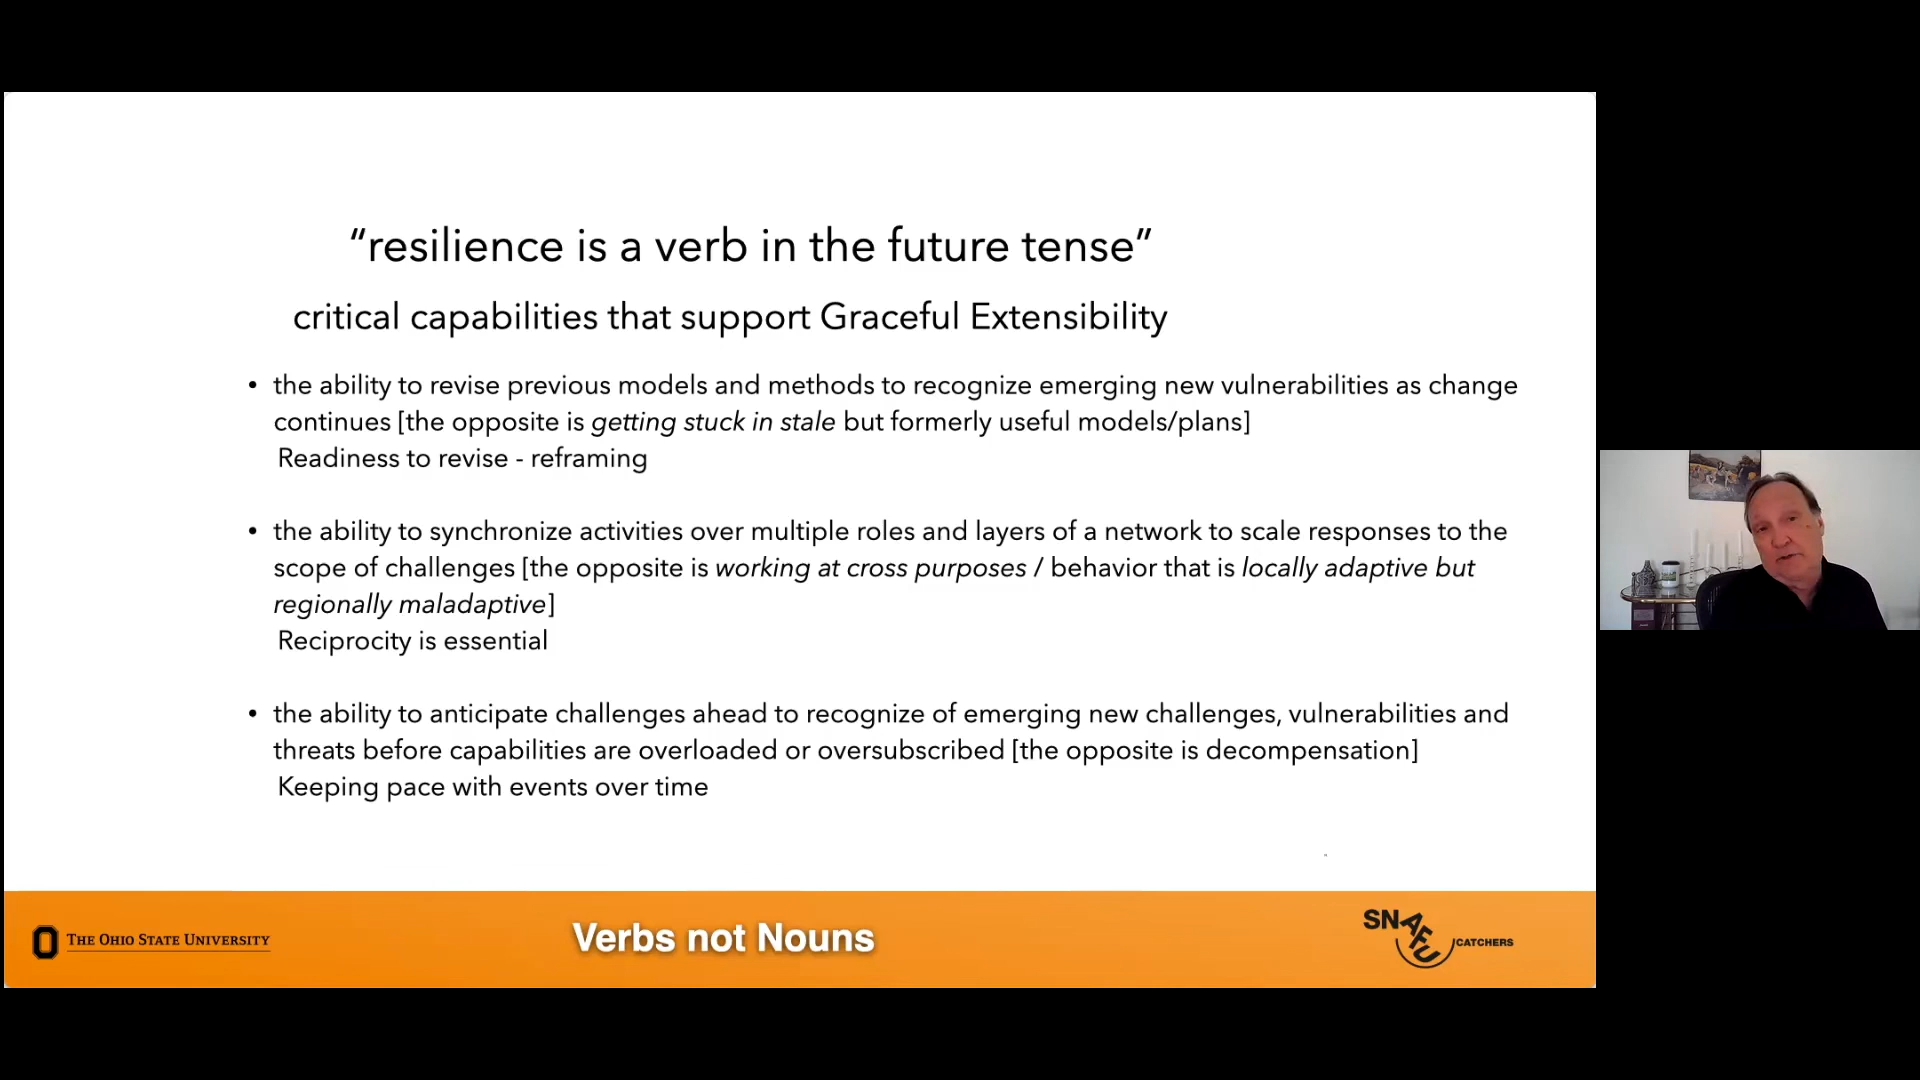 “resilience is a verb in the future tense”
critical capabilities that support Graceful Extensibility
• the ability to revise previous models and methods to recognize emerging new vulnerabilities as change
continues [the opposite is getting stuck in stale but formerly useful models/plans]
Readiness to revise - reframing
• the ability to synchronize activities over multiple roles and layers of a network to scale responses to the
scope of challenges [the opposite is working at cross purposes / behavior that is locally adaptive but
regionally maladaptive]
Reciprocity is essential
• the ability to anticipate challenges ahead to recognize of emerging new challenges, vulnerabilities and
threats before capabilities are overloaded or oversubscribed [the opposite is decompensation]
Keeping pace with events over time
THE OHIO STATE UNIVERSITY
Verbs not Nouns
SNAFU CATCHERS